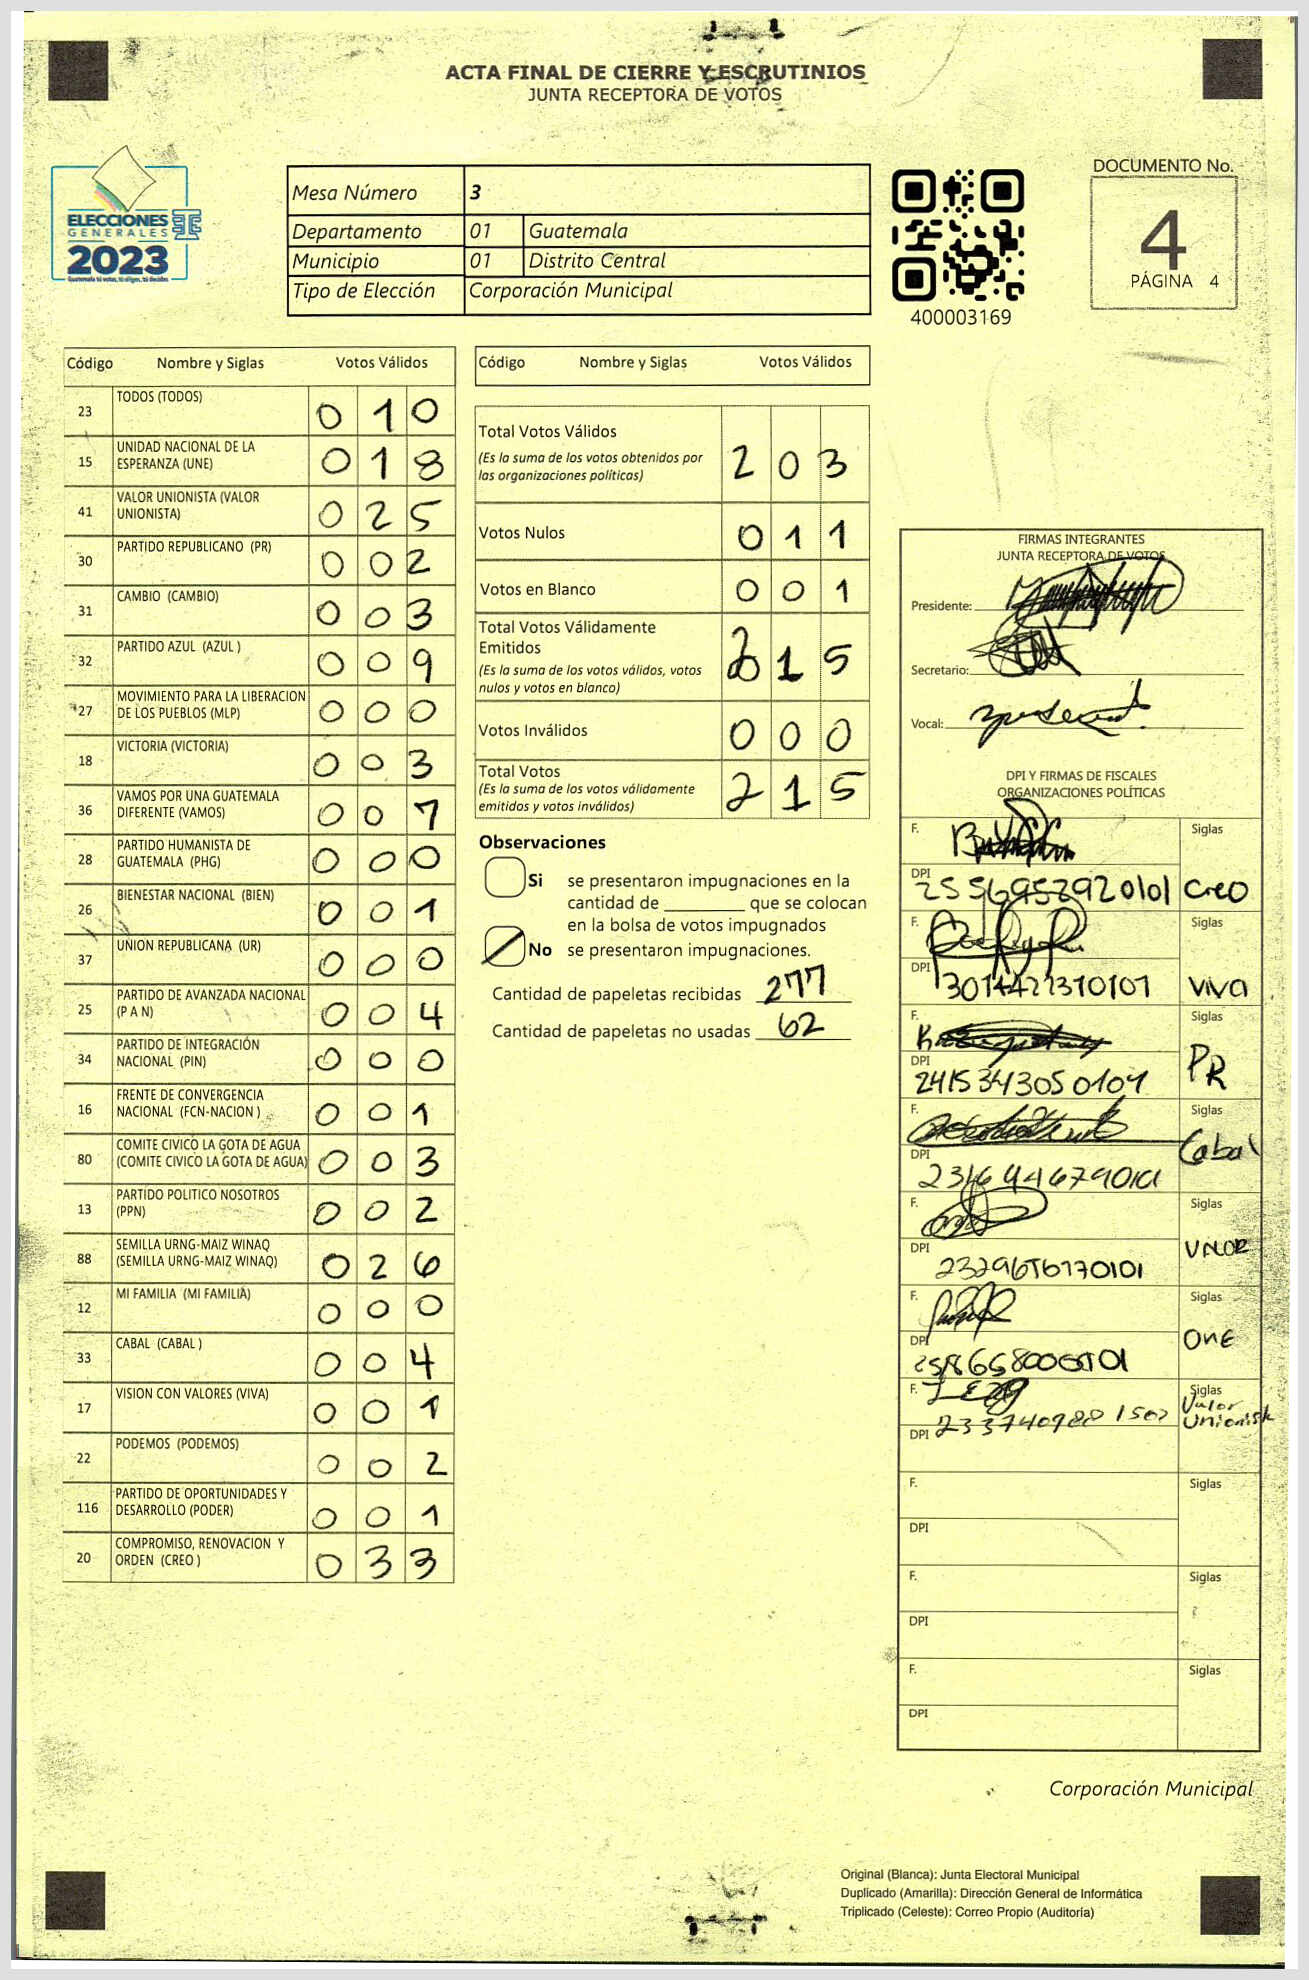 ACTA FINAL DE CIERRE Y ESCRUTINIOS
JUNTA RECEPTORA DE VOTOS
ELECCIONES
GENERALES
2023
Guatemala tú votas, tú eliges, tú decides
Mesa Número 3
Departamento 01 Guatemala
Municipio 01 Distrito Central
Tipo de Elección Corporación Municipal
400003169
DOCUMENTO No.
4
PÁGINA 4
Código Nombre y Siglas Votos Válidos
23 TODOS (TODOS) 0 1 0
15 UNIDAD NACIONAL DE LA
ESPERANZA (UNE) 0 1 8
41 VALOR UNIONISTA (VALOR
UNIONISTA) 0 2 5
30 PARTIDO REPUBLICANO (PR) 0 0 2
31 CAMBIO (CAMBIO) 0 0 3
32 PARTIDO AZUL (AZUL ) 0 0 9
27 MOVIMIENTO PARA LA LIBERACION
DE LOS PUEBLOS (MLP) 0 0 0
18 VICTORIA (VICTORIA) 0 0 3
36 VAMOS POR UNA GUATEMALA
DIFERENTE (VAMOS) 0 0 7
28 PARTIDO HUMANISTA DE
GUATEMALA (PHG) 0 0 0
26 BIENESTAR NACIONAL (BIEN) 0 0 1
37 UNION REPUBLICANA (UR) 0 0 0
25 PARTIDO DE AVANZADA NACIONAL
(P A N) 0 0 4
34 PARTIDO DE INTEGRACIÓN
NACIONAL (PIN) 0 0 0
16 FRENTE DE CONVERGENCIA
NACIONAL (FCN-NACION ) 0 0 1
80 COMITE CIVICO LA GOTA DE AGUA
(COMITE CIVICO LA GOTA DE AGUA) 0 0 3
13 PARTIDO POLITICO NOSOTROS
(PPN) 0 0 2
88 SEMILLA URNG-MAIZ WINAQ
(SEMILLA URNG-MAIZ WINAQ) 0 2 6
12 MI FAMILIA (MI FAMILIA) 0 0 0
33 CABAL (CABAL ) 0 0 4
17 VISION CON VALORES (VIVA) 0 0 1
22 PODEMOS (PODEMOS) 0 0 2
116 PARTIDO DE OPORTUNIDADES Y
DESARROLLO (PODER) 0 0 1
20 COMPROMISO, RENOVACION Y
ORDEN (CREO ) 0 3 3
Código Nombre y Siglas Votos Válidos
Total Votos Válidos
(Es la suma de los votos obtenidos por
las organizaciones políticas) 2 0 3
Votos Nulos 0 1 1
Votos en Blanco 0 0 1
Total Votos Válidamente
Emitidos
(Es la suma de los votos válidos, votos
nulos y votos en blanco) 2 1 5
Votos Inválidos 0 0 0
Total Votos
(Es la suma de los votos válidamente
emitidos y votos inválidos) 2 1 5
Observaciones
Si se presentaron impugnaciones en la
cantidad de ________ que se colocan
en la bolsa de votos impugnados
No se presentaron impugnaciones.
Cantidad de papeletas recibidas 277
Cantidad de papeletas no usadas 62
FIRMAS INTEGRANTES
JUNTA RECEPTORA DE VOTOS
Presidente:
Secretario:
Vocal:
DPI Y FIRMAS DE FISCALES
ORGANIZACIONES POLÍTICAS
F. Siglas
DPI Creo
F. Siglas
DPI VIVA
F. Siglas
DPI PR
F. Siglas
DPI Cabal
F. Siglas
DPI VALOR
F. Siglas
DPI ONE
F. Siglas
DPI Valor
Unionista
F. Siglas
DPI
F. Siglas
DPI
F. Siglas
DPI
Corporación Municipal
Original (Blanca): Junta Electoral Municipal
Duplicado (Amarilla): Dirección General de Informática
Triplicado (Celeste): Correo Propio (Auditoría)